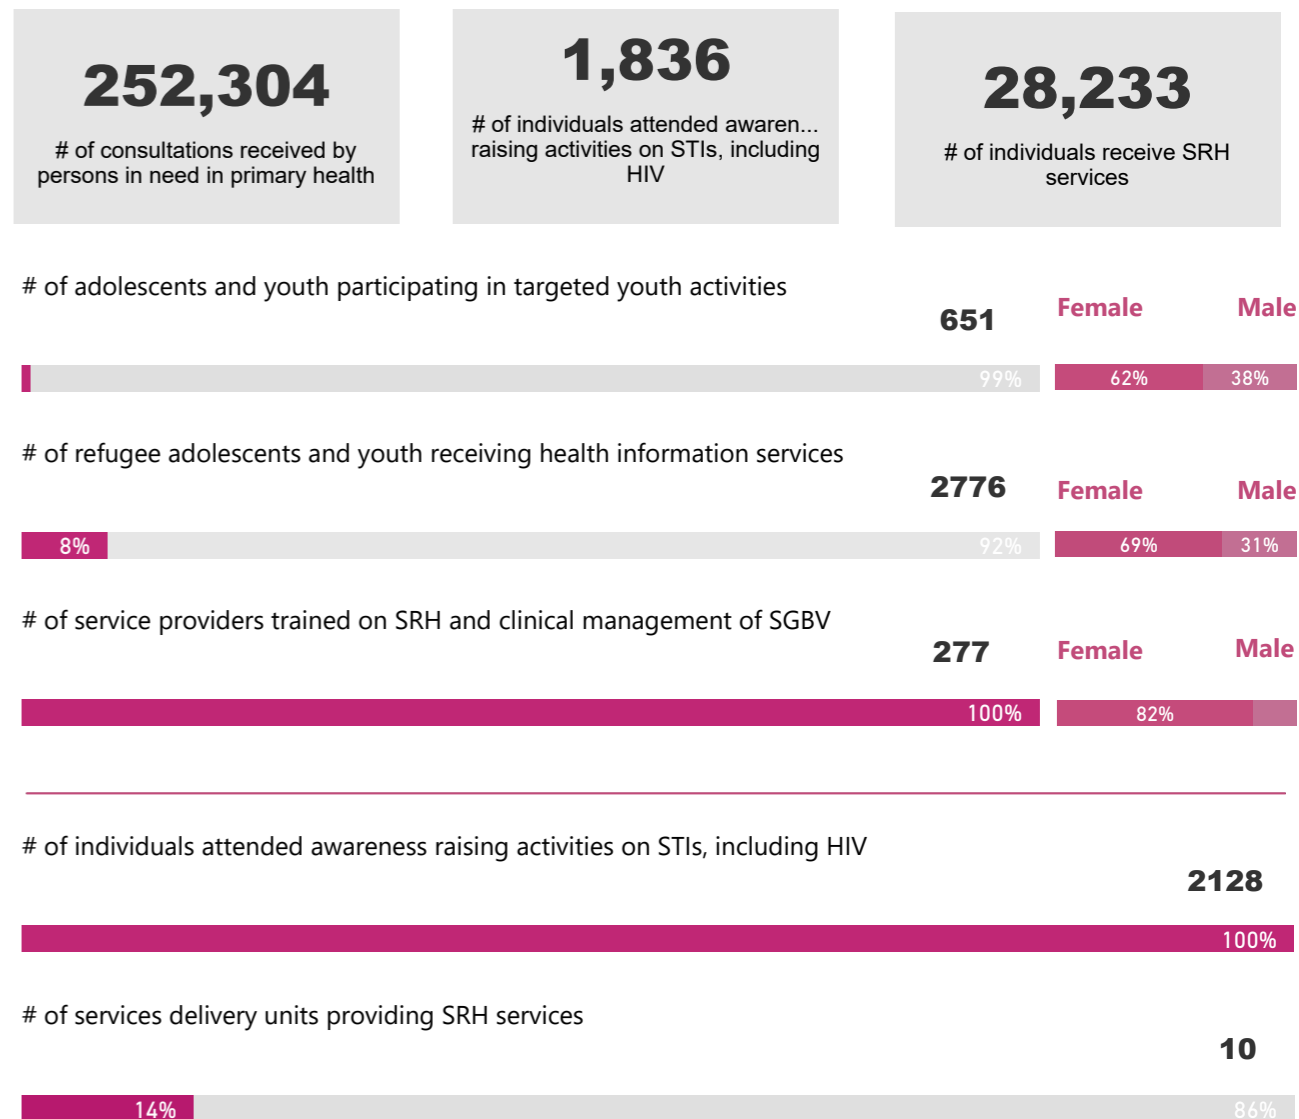 252,304
# of consultations received by
persons in need in primary health
1,836
# of individuals attended awaren...
raising activities on STIs, including
HIV
28,233
# of individuals receive SRH
services
# of adolescents and youth participating in targeted youth activities
651
Female Male
99%
62% 38%
# of refugee adolescents and youth receiving health information services
2776
Female Male
8% 92%
69% 31%
# of service providers trained on SRH and clinical management of SGBV
277
Female Male
100%
82%
# of individuals attended awareness raising activities on STIs, including HIV
2128
100%
# of services delivery units providing SRH services
10
14% 86%